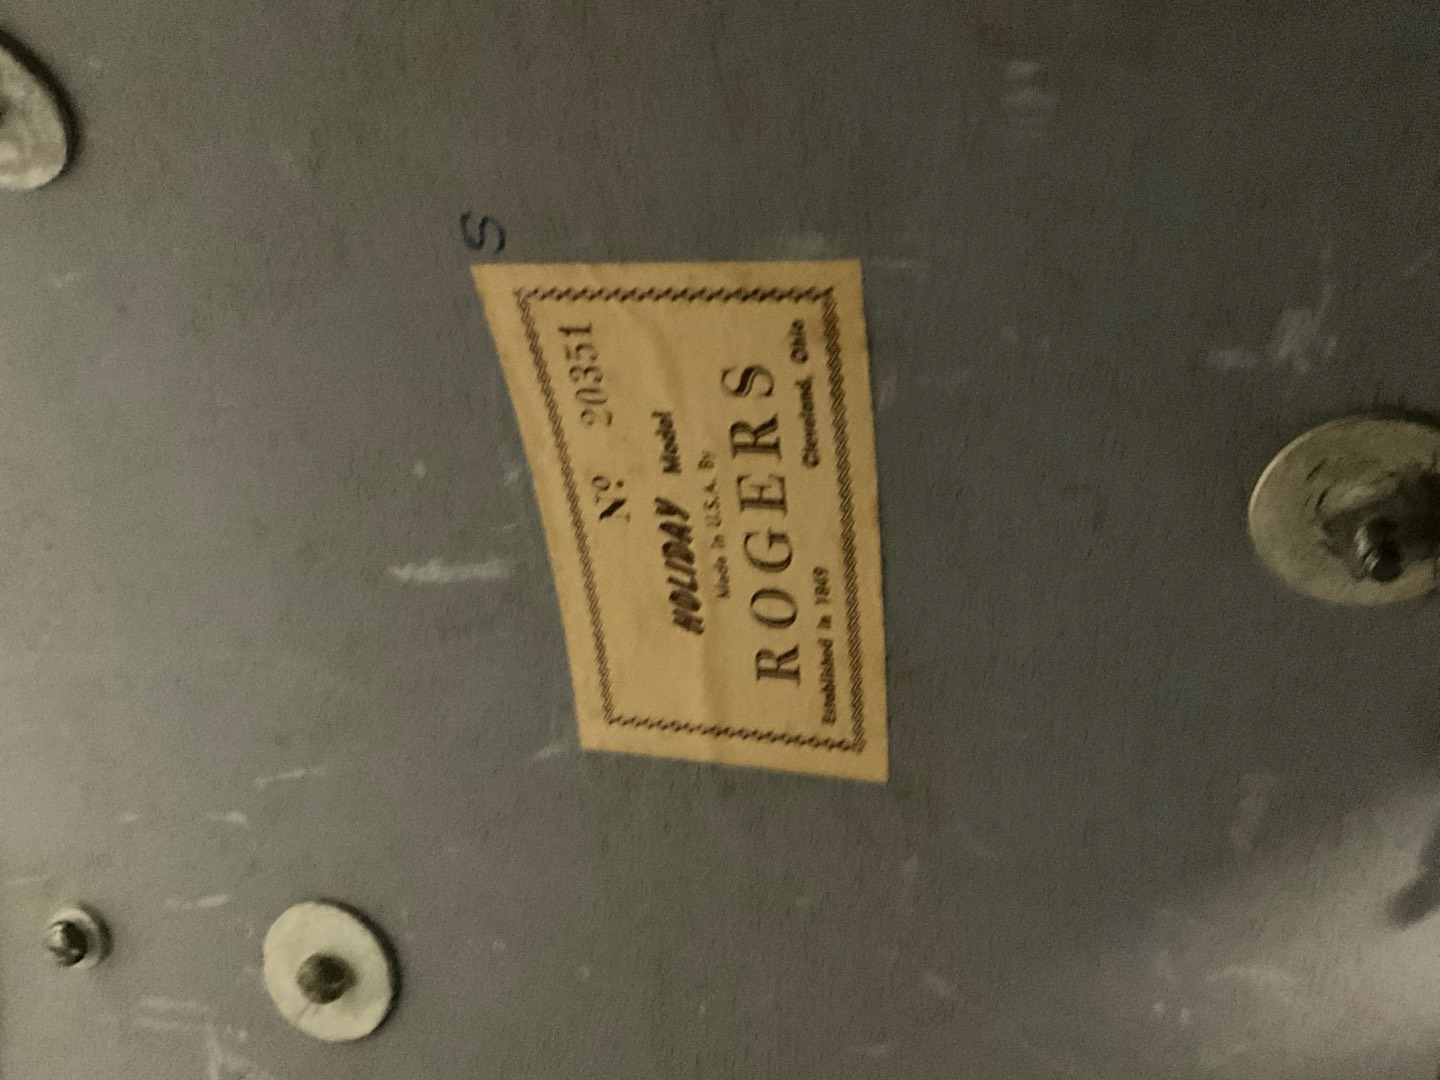 S
Nº 20351
HOLIDAY Model
Made in U.S.A. By
ROGERS
Established in 1849 Cleveland, Ohio